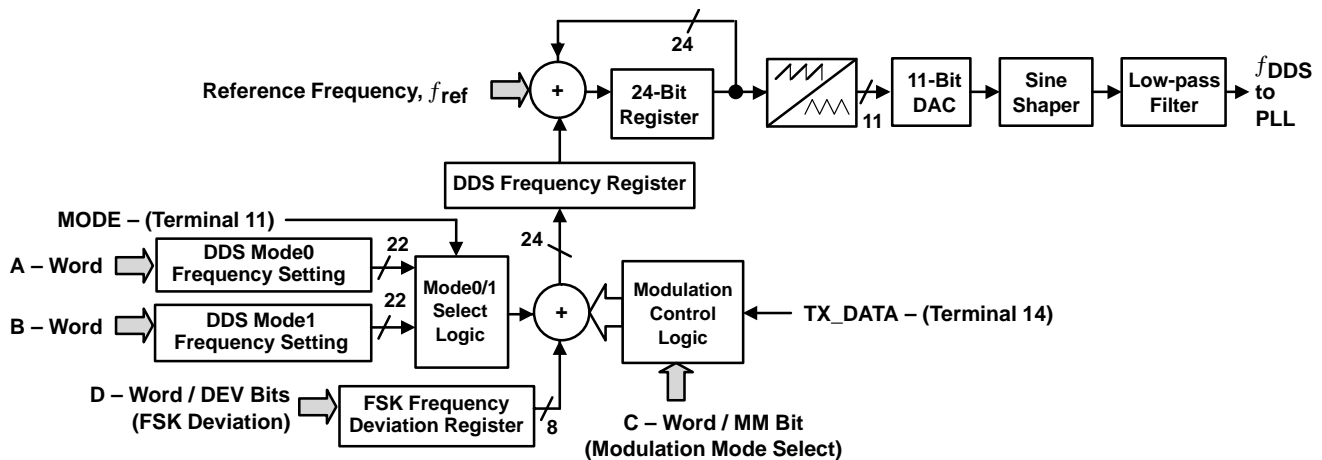 24
Reference Frequency, fref
+
24-Bit
Register
11
11-Bit
DAC
Sine
Shaper
Low-pass
Filter
fDDS
to
PLL
DDS Frequency Register
MODE – (Terminal 11)
24
A – Word
DDS Mode0
Frequency Setting
22
B – Word
DDS Mode1
Frequency Setting
22
Mode0/1
Select
Logic
+
Modulation
Control
Logic
TX_DATA – (Terminal 14)
D – Word / DEV Bits
(FSK Deviation)
FSK Frequency
Deviation Register
8
C – Word / MM Bit
(Modulation Mode Select)